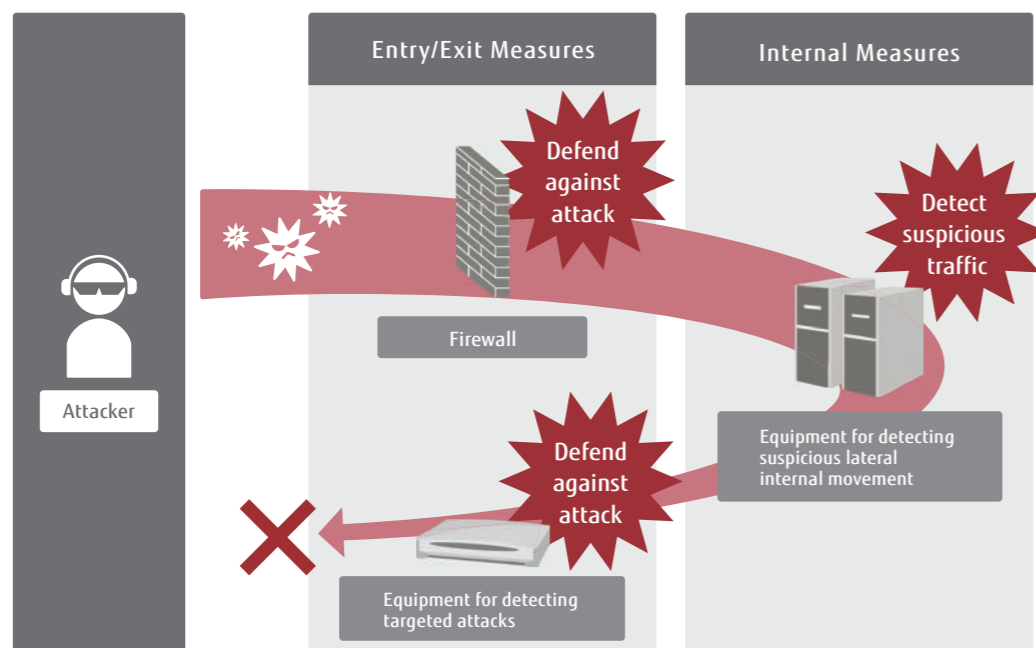 Entry/Exit Measures
Internal Measures
Defend
against
attack
Detect
suspicious
traffic
Firewall
Attacker
Equipment for detecting
suspicious lateral
internal movement
Defend
against
attack
Equipment for detecting
targeted attacks